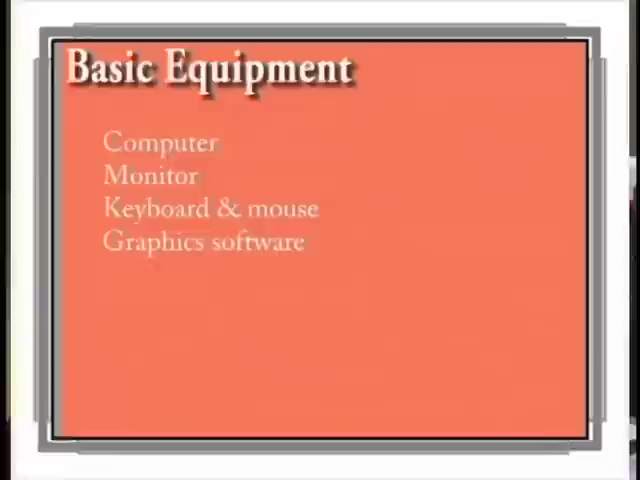 Basic Equipment
Computer
Monitor
Keyboard & mouse
Graphics software